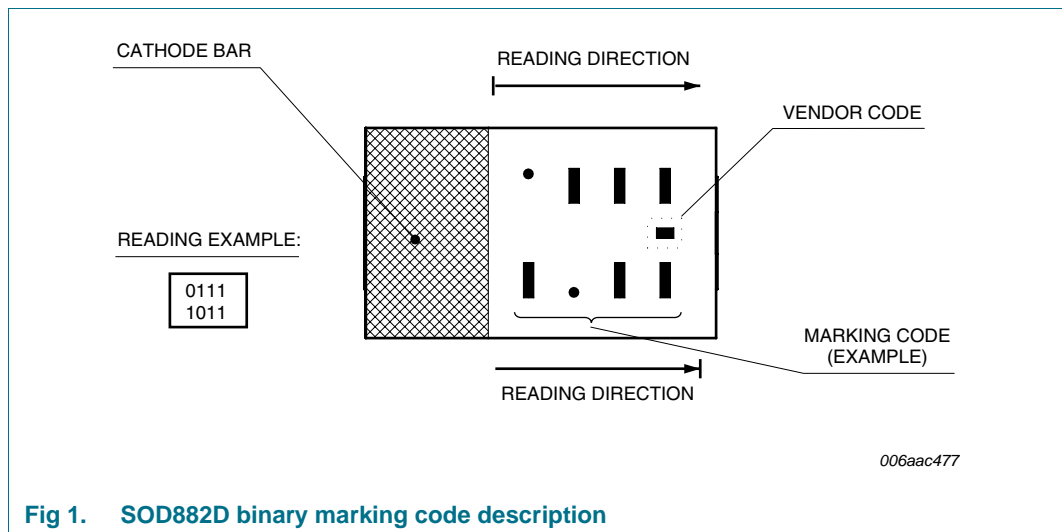 CATHODE BAR
READING DIRECTION
VENDOR CODE
READING EXAMPLE:
0111
1011
MARKING CODE
(EXAMPLE)
READING DIRECTION
006aac477
Fig 1. SOD882D binary marking code description